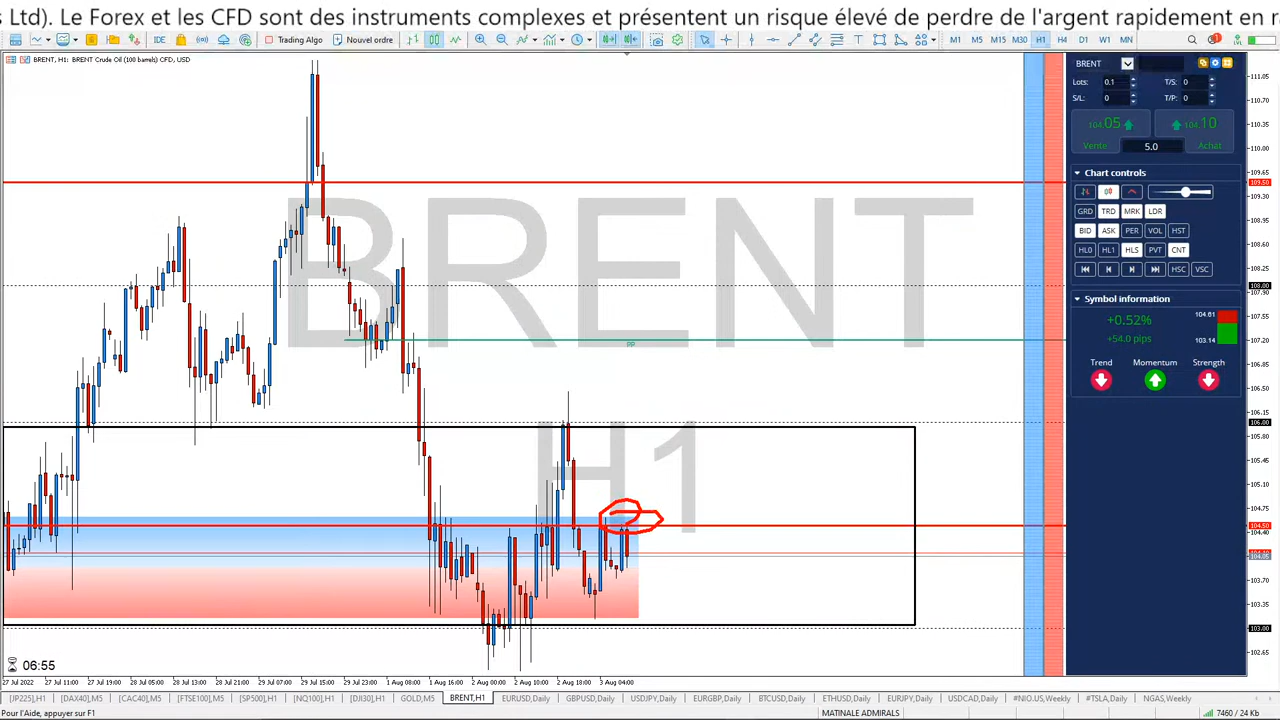 s Ltd). Le Forex et les CFD sont des instruments complexes et présentent un risque élevé de perdre de l'argent rapidement en r
IDE Trading Algo Nouvel ordre M1 M5 M15 M30 H1 H4 D1 W1 MN
BRENT, H1: BRENT Crude Oil (100 barrels) CFD, USD
BRENT
H1
PP
111.05
110.70
110.35
110.00
109.65
109.50
109.30
108.95
108.60
108.25
108.00
107.90
107.55
107.20
106.85
106.50
106.15
106.00
105.80
105.45
105.10
104.75
104.50
104.40
104.05
103.70
103.35
103.00
102.65
BRENT
Lots: 0.1 T/S: 0
S/L: 0 T/P: 0
104.05 104.10
Vente 5.0 Achat
Chart controls
GRD TRD MRK LDR
BID ASK PER VOL HST
HL0 HL1 HLS PVT CNT
HSC VSC
Symbol information
+0.52% 104.61
+54.0 pips 103.14
Trend Momentum Strength
06:55
27 Jul 2022 27 Jul 11:00 27 Jul 19:00 28 Jul 05:00 28 Jul 13:00 28 Jul 21:00 29 Jul 07:00 29 Jul 15:00 29 Jul 23:00 1 Aug 08:00 1 Aug 16:00 2 Aug 00:00 2 Aug 10:00 2 Aug 18:00 3 Aug 04:00
[JP225],H1 [DAX40],M5 [CAC40],M5 [FTSE100],M5 [SP500],H1 [NQ100],H1 [DJI30],H1 GOLD,M5 BRENT,H1 EURUSD,Daily GBPUSD,Daily USDJPY,Daily EURGBP,Daily BTCUSD,Daily ETHUSD,Daily EURJPY,Daily USDCAD,Daily #NIO.US,Weekly #TSLA,Daily NGAS,Weekly
Pour l'Aide, appuyer sur F1 MATINALE ADMIRALS 7460 / 24 Kb